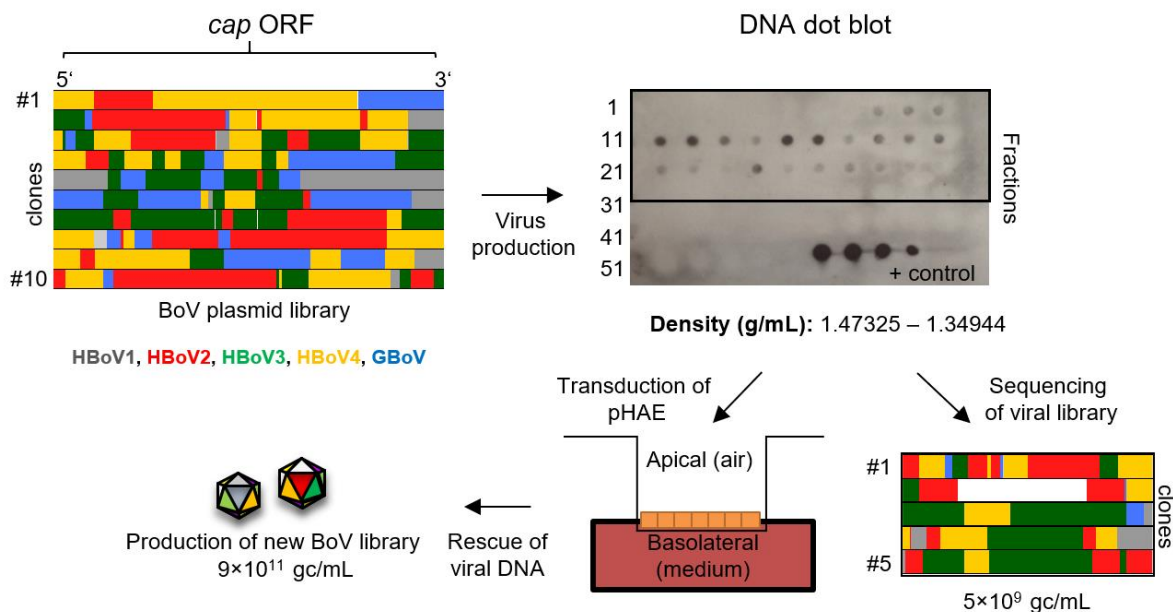 cap ORF
5‘
3‘
#1
clones
#10
BoV plasmid library
HBoV1, HBoV2, HBoV3, HBoV4, GBoV
Virus
production
DNA dot blot
1
11
21
31
41
51
Fractions
+ control
Density (g/mL): 1.47325 – 1.34944
Transduction of
pHAE
Sequencing
of viral library
Apical (air)
Basolateral
(medium)
#1
clones
#5
5×10⁹ gc/mL
Rescue of
viral DNA
Production of new BoV library
9×10¹¹ gc/mL